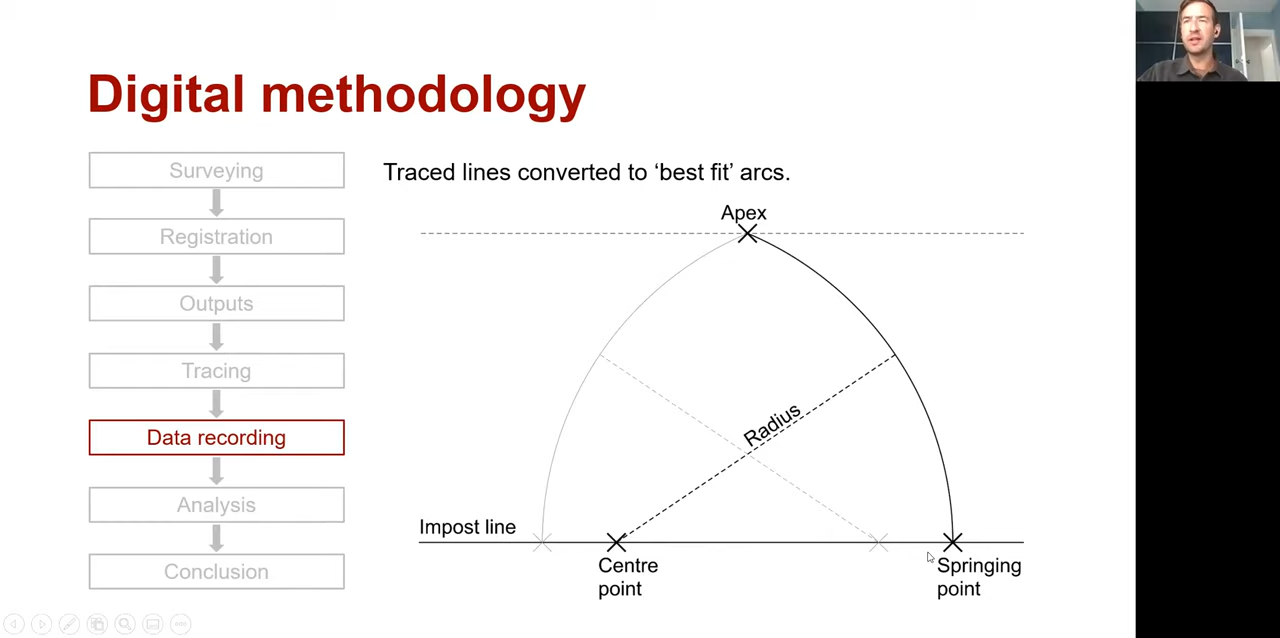 Digital methodology
Surveying
Registration
Outputs
Tracing
Data recording
Analysis
Conclusion
Traced lines converted to ‘best fit’ arcs.
Apex
Radius
Impost line
Centre
point
Springing
point